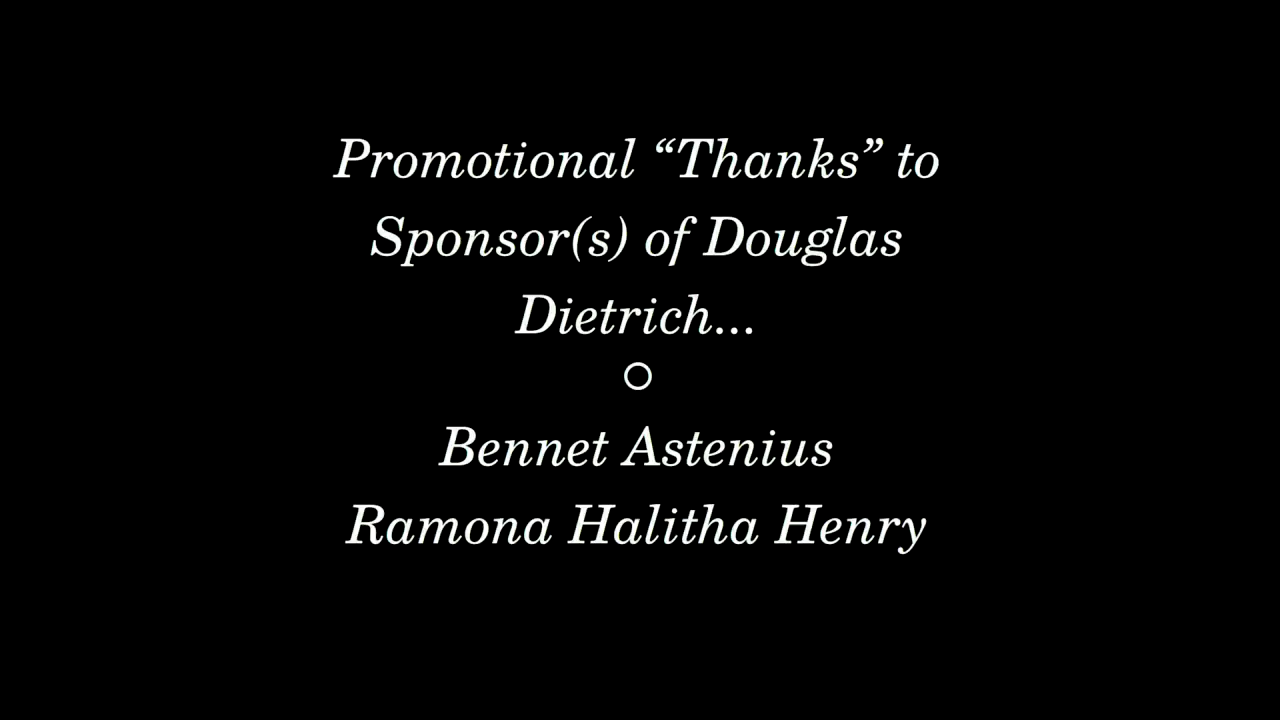 Promotional “Thanks” to
Sponsor(s) of Douglas
Dietrich...
Bennet Astenius
Ramona Halitha Henry